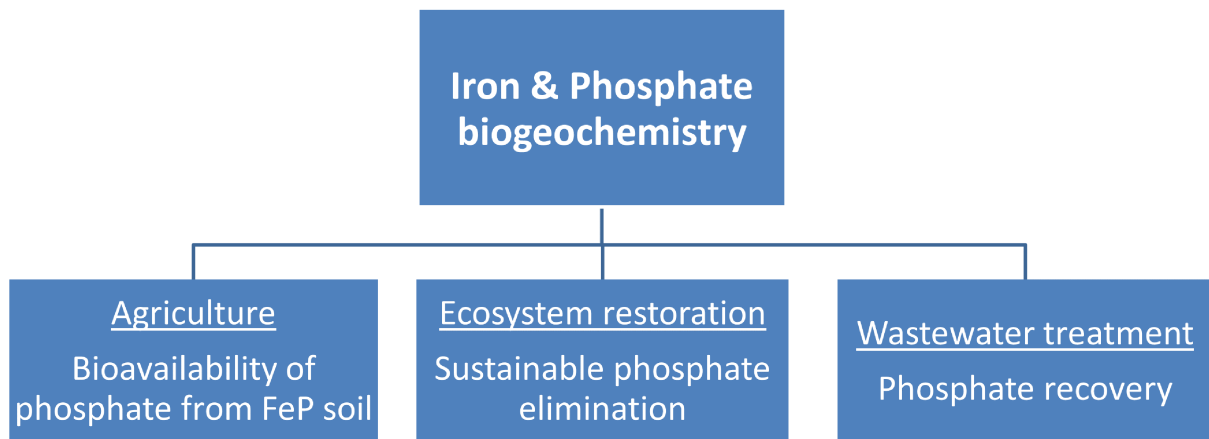 Iron & Phosphate
biogeochemistry
Agriculture
Bioavailability of
phosphate from FeP soil
Ecosystem restoration
Sustainable phosphate
elimination
Wastewater treatment
Phosphate recovery